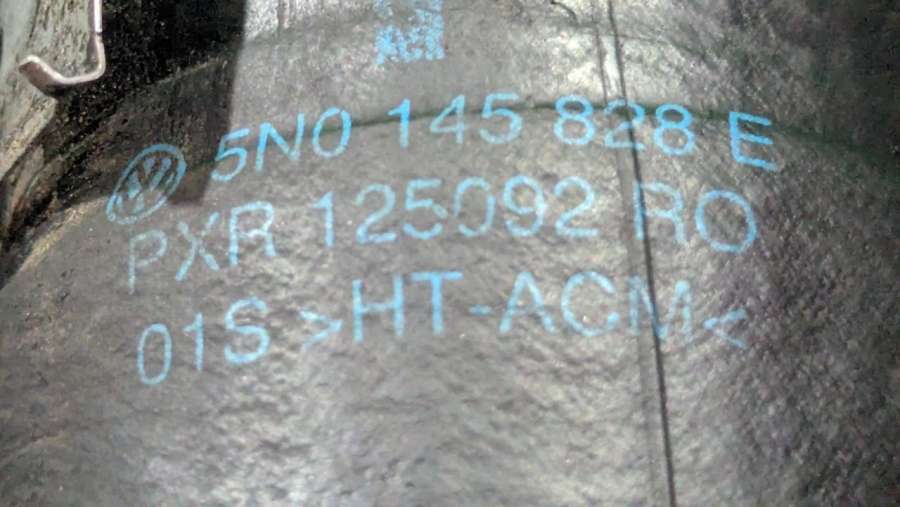 5N0 145 828 E
PXR 125092 RO
01S >HT-ACM<